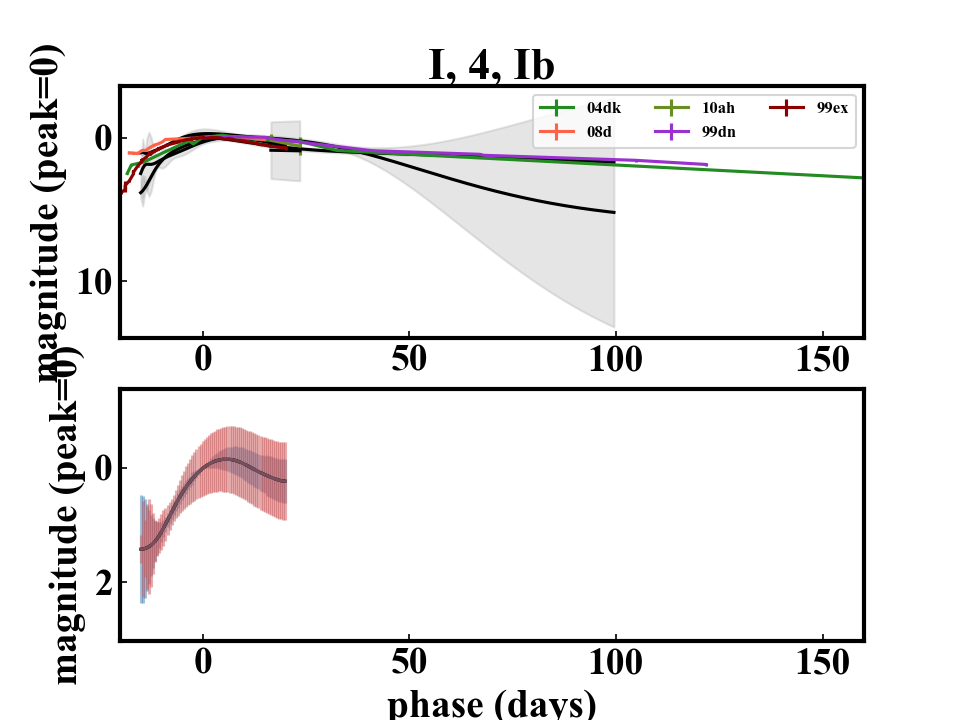 I, 4, Ib
magnitude (peak=0)
0
10
04dk 10ah 99ex
08d 99dn
0 50 100 150
magnitude (peak=0)
0
2
0 50 100 150
phase (days)